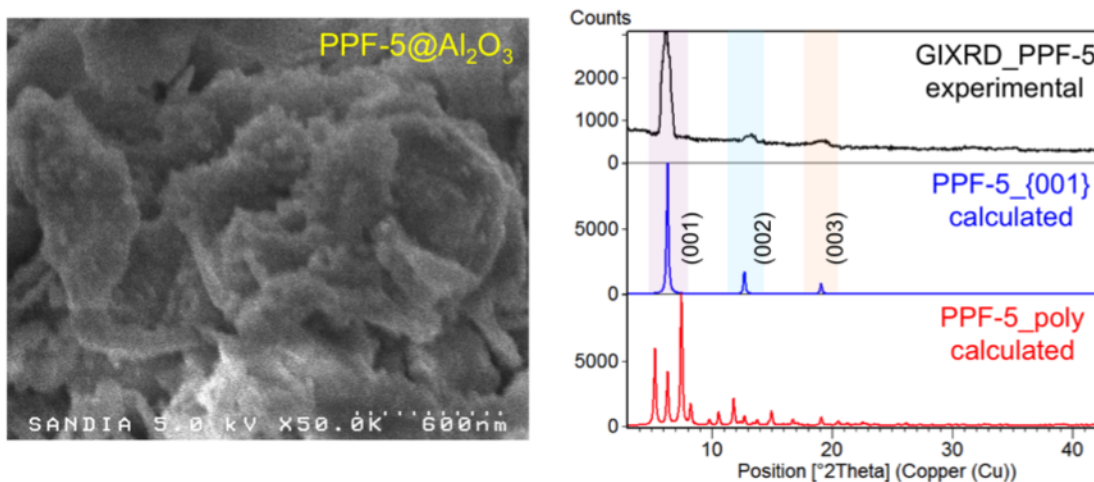 PPF-5@Al₂O₃
SANDIA 5.0 kV X50.0K 600nm
Counts
GIXRD_PPF-5
experimental
2000
1000
0
PPF-5_{001}
calculated
5000
(001)
(002)
(003)
0
PPF-5_poly
calculated
5000
0
10
20
30
40
Position [°2Theta] (Copper (Cu))